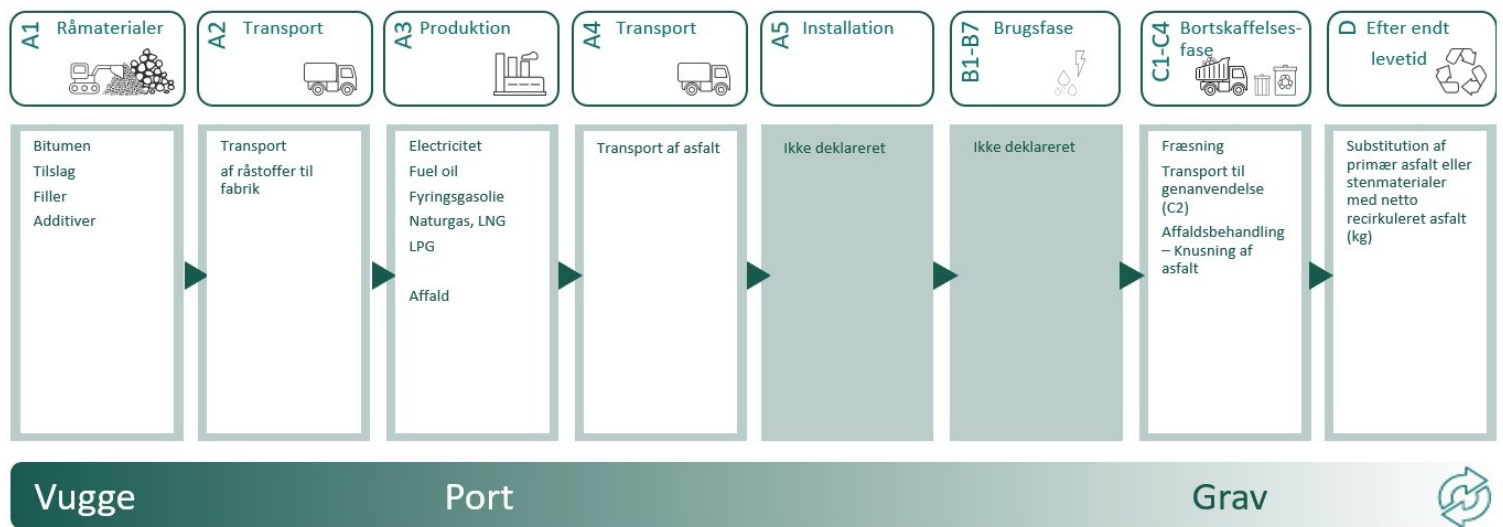 A1 Råmaterialer
A2 Transport
A3 Produktion
A4 Transport
A5 Installation
B1-B7 Brugsfase
C1-C4 Bortskaffelses-
fase
D Efter endt
levetid
Bitumen
Tilslag
Filler
Additiver
Transport
af råstoffer til
fabrik
Electricitet
Fuel oil
Fyringsgasolie
Naturgas, LNG
LPG
Affald
Transport af asfalt
Ikke deklareret
Ikke deklareret
Fræsning
Transport til
genanvendelse
(C2)
Affaldsbehandling
– Knusning af
asfalt
Substitution af
primær asfalt eller
stenmaterialer
med netto
recirkuleret asfalt
(kg)
Vugge
Port
Grav